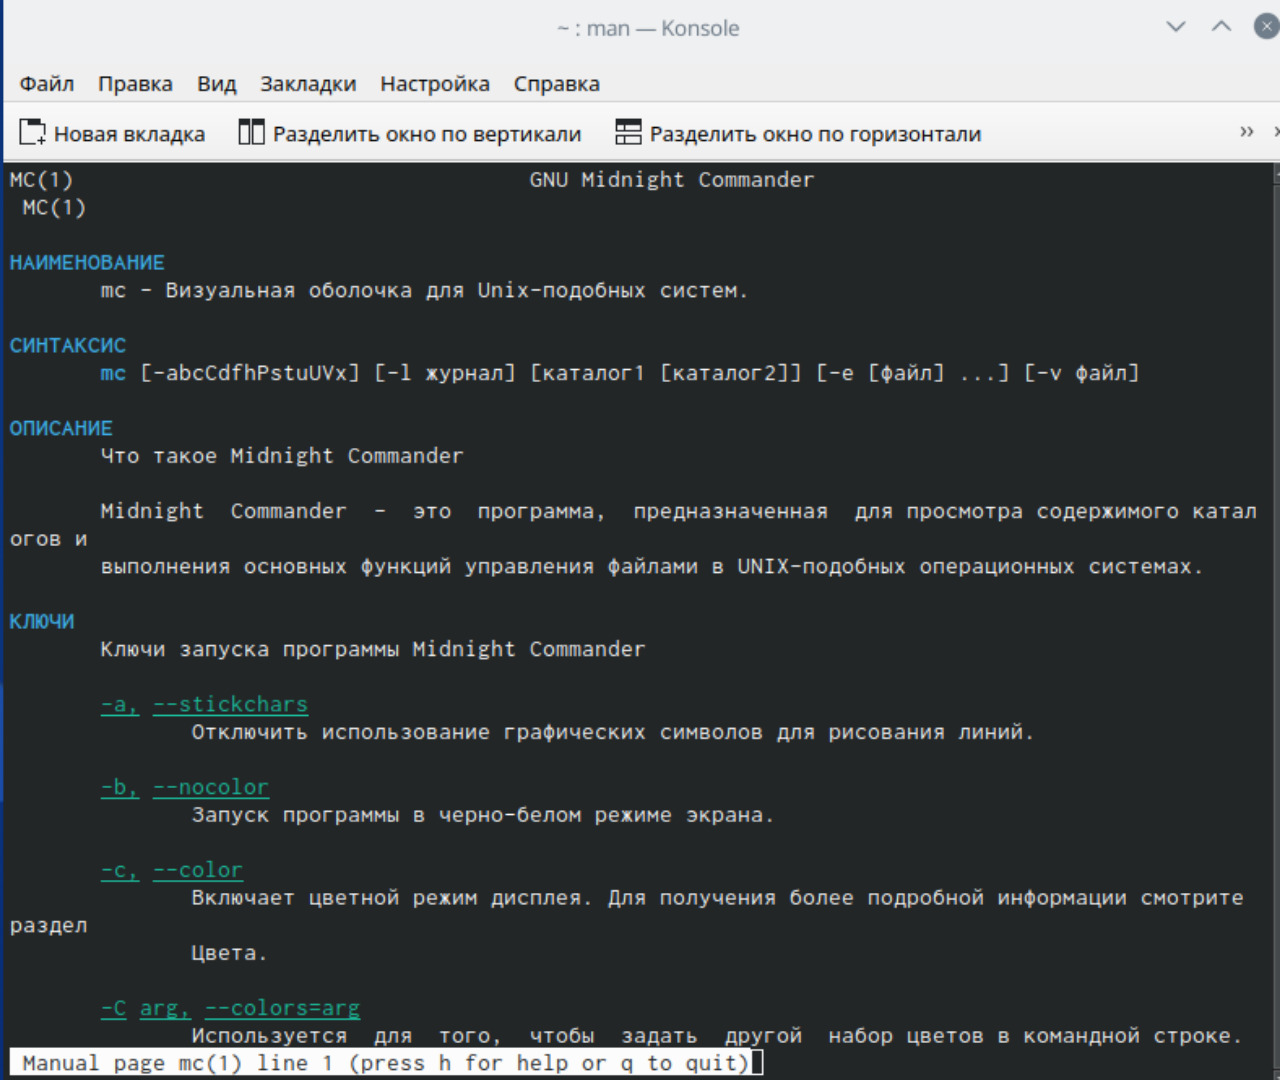 ~ : man — Konsole
Файл Правка Вид Закладки Настройка Справка
Новая вкладка Разделить окно по вертикали Разделить окно по горизонтали
MC(1) GNU Midnight Commander
MC(1)
НАИМЕНОВАНИЕ
mc - Визуальная оболочка для Unix-подобных систем.
СИНТАКСИС
mc [-abcCdfhPstuUVx] [-l журнал] [каталог1 [каталог2]] [-e [файл] ...] [-v файл]
ОПИСАНИЕ
Что такое Midnight Commander
Midnight Commander - это программа, предназначенная для просмотра содержимого катал
огов и
выполнения основных функций управления файлами в UNIX-подобных операционных системах.
КЛЮЧИ
Ключи запуска программы Midnight Commander
-a, --stickchars
Отключить использование графических символов для рисования линий.
-b, --nocolor
Запуск программы в черно-белом режиме экрана.
-c, --color
Включает цветной режим дисплея. Для получения более подробной информации смотрите
раздел
Цвета.
-C arg, --colors=arg
Используется для того, чтобы задать другой набор цветов в командной строке.
Manual page mc(1) line 1 (press h for help or q to quit)